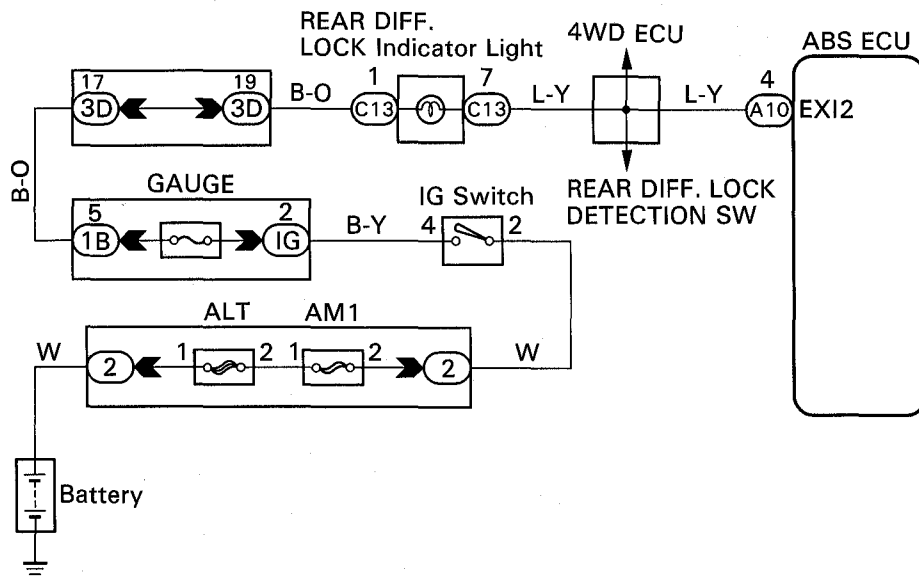 REAR DIFF.
LOCK Indicator Light
4WD ECU
ABS ECU
17
19
1
7
4
3D
3D
B-O
C13
C13
L-Y
L-Y
A10
EXI2
B-O
GAUGE
IG Switch
REAR DIFF. LOCK
DETECTION SW
5
2
1B
IG
B-Y
4
2
ALT
AM1
W
2
1
2
1
2
2
W
Battery